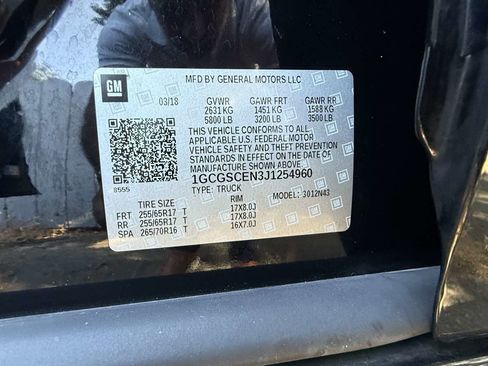 GM
MFD BY GENERAL MOTORS LLC
03/18 GVWR GAWR FRT GAWR RR
2631 KG 1451 KG 1588 KG
5800 LB 3200 LB 3500 LB
THIS VEHICLE CONFORMS TO ALL
APPLICABLE U.S. FEDERAL MOTOR
VEHICLE SAFETY AND THEFT PREVENTION
STANDARDS IN EFFECT ON THE DATE OF
MANUFACTURE SHOWN ABOVE.
1GCGSCEN3J1254960
8555
TYPE: TRUCK MODEL: 3012N43
TIRE SIZE RIM
FRT 255/65R17 T 17X8.0J
RR 255/65R17 T 17X8.0J
SPA 265/70R16 T 16X7.0J